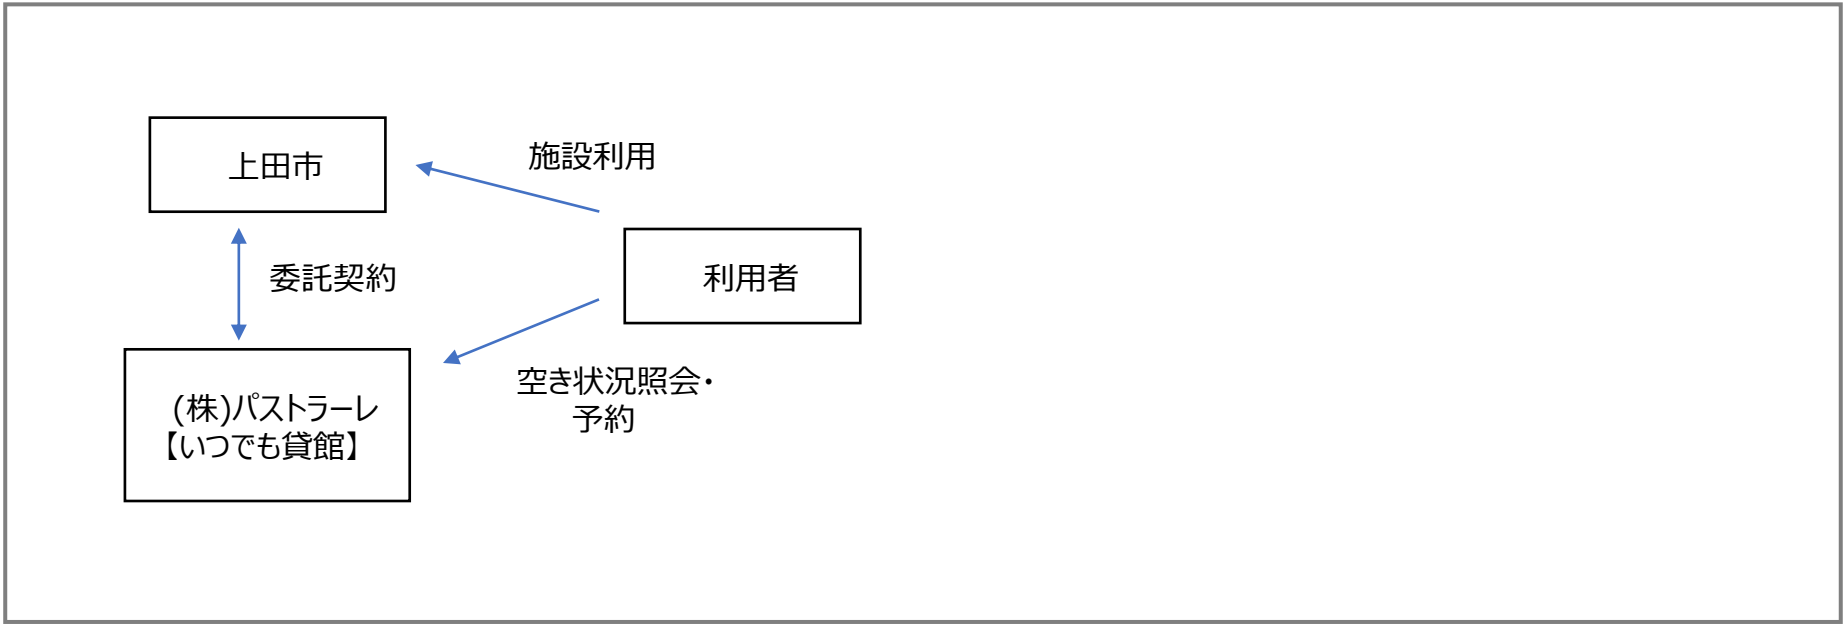 上田市
施設利用
利用者
委託契約
(株)パストラーレ
【いつでも貸館】
空き状況照会・
予約